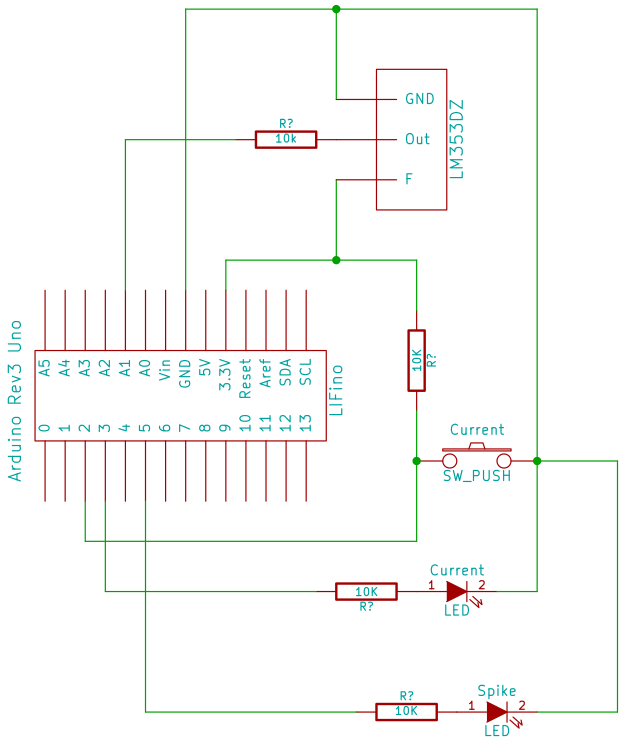 GND
R?
10k
Out
LM353DZ
F
Arduino Rev3 Uno
A5 A4 A3 A2 A1 A0 Vin GND 5V 3.3V Reset Aref SDA SCL
0 1 2 3 4 5 6 7 8 9 10 11 12 13
LIFino
10K
R?
Current
SW_PUSH
Current
10K
1
2
R?
LED
Spike
R?
10K
1
2
LED